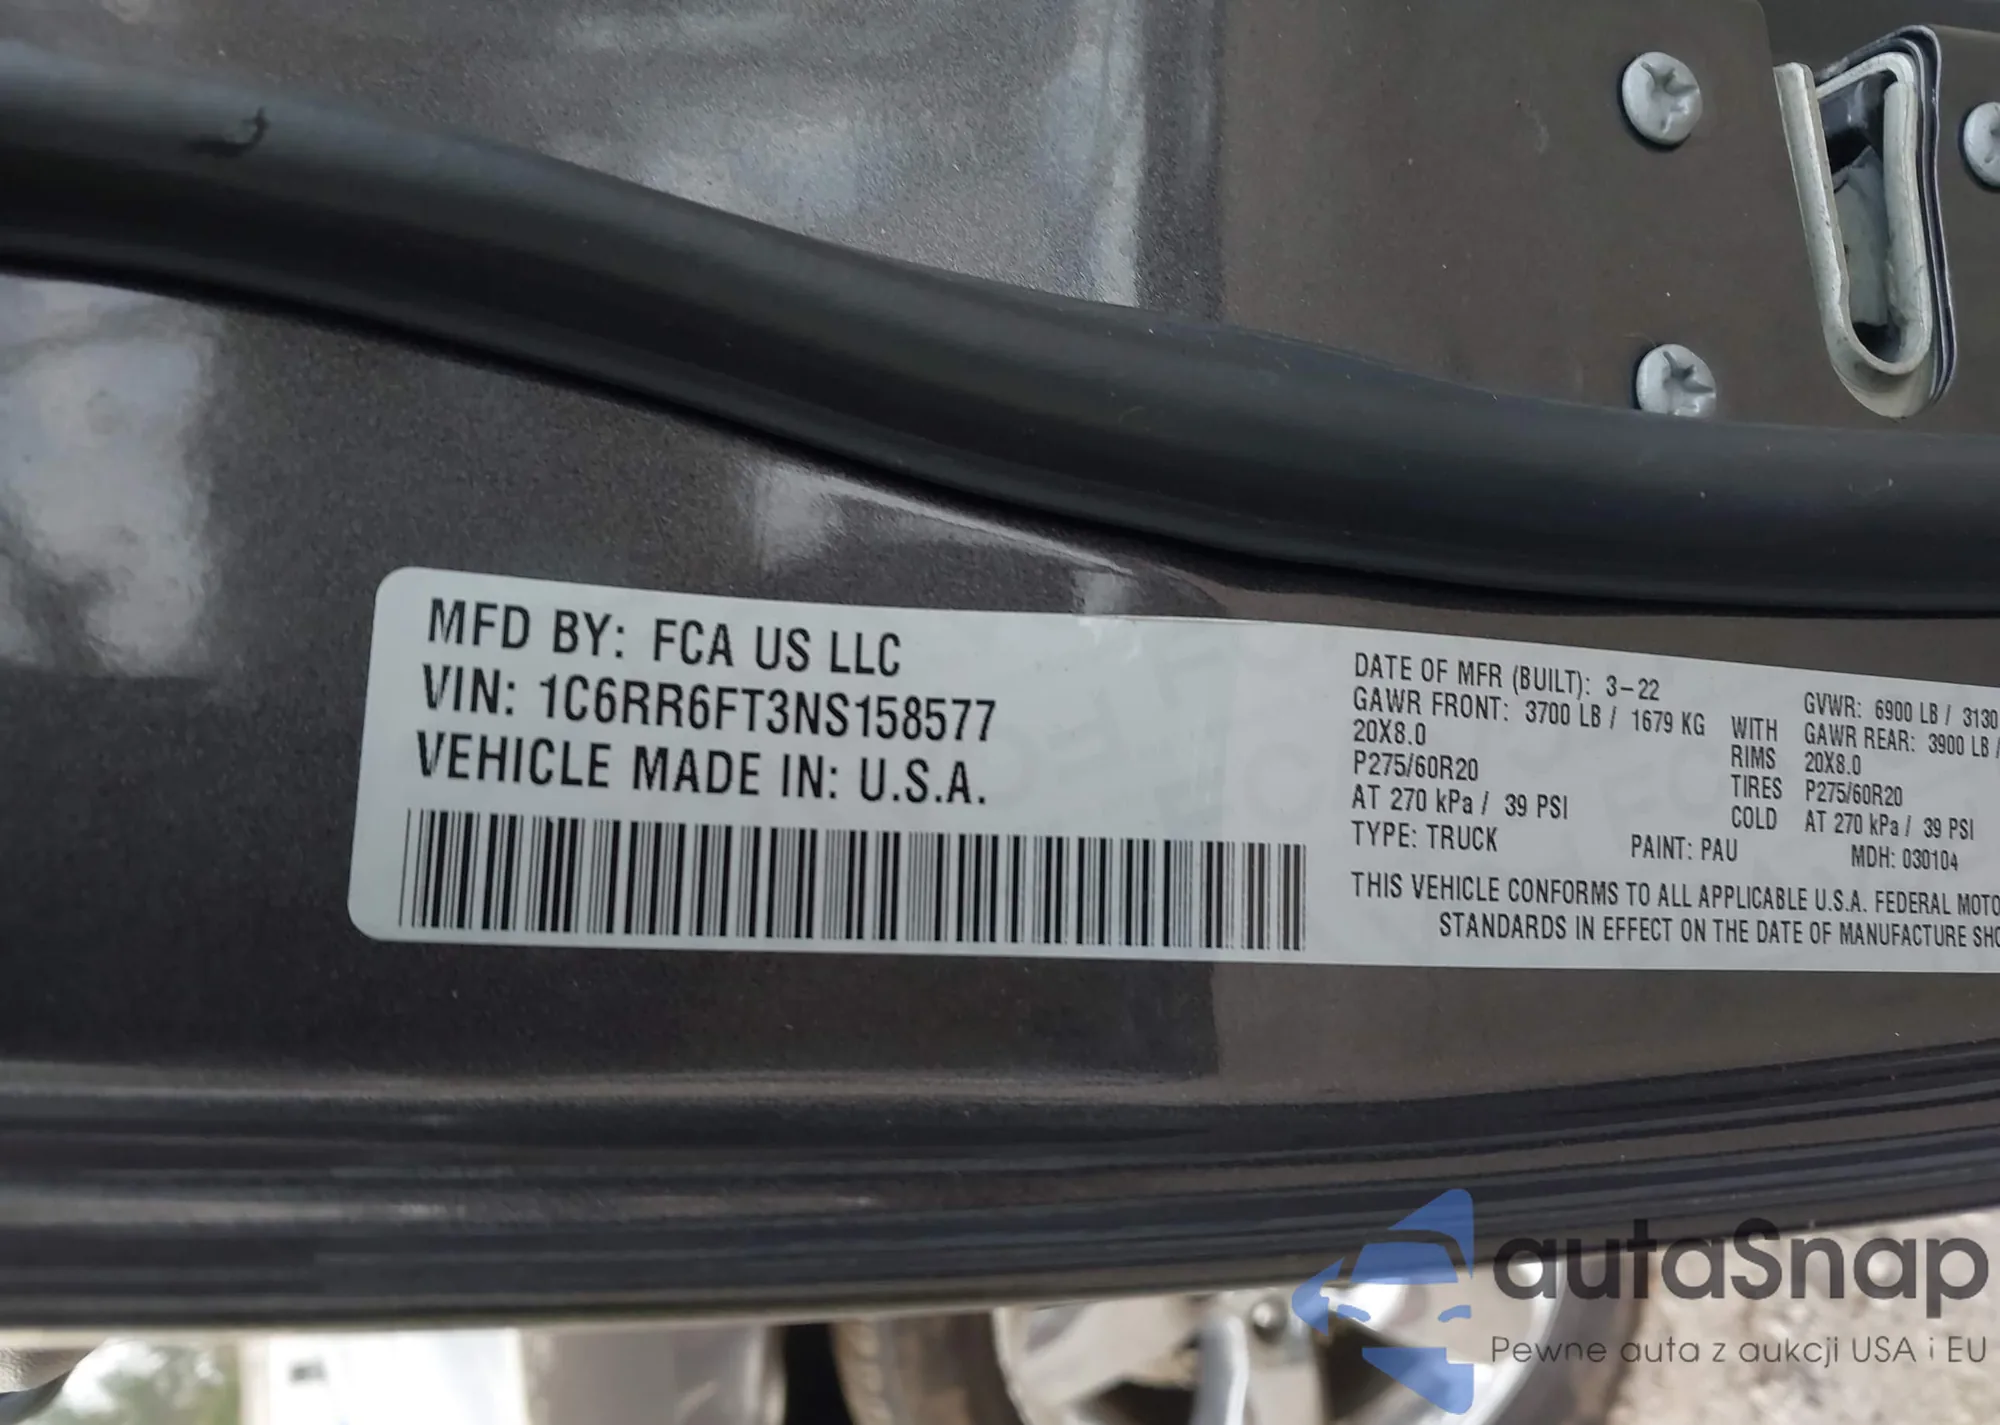 MFD BY: FCA US LLC
VIN: 1C6RR6FT3NS158577
VEHICLE MADE IN: U.S.A.
DATE OF MFR (BUILT): 3-22
GAWR FRONT: 3700 LB / 1679 KG
20X8.0
P275/60R20
AT 270 kPa / 39 PSI
TYPE: TRUCK
WITH
RIMS
TIRES
COLD
GVWR: 6900 LB / 3130
GAWR REAR: 3900 LB /
20X8.0
P275/60R20
AT 270 kPa / 39 PSI
PAINT: PAU
MDH: 030104
THIS VEHICLE CONFORMS TO ALL APPLICABLE U.S.A. FEDERAL MOTO
STANDARDS IN EFFECT ON THE DATE OF MANUFACTURE SHO
autaSnap
Pewne auta z aukcji USA i EU